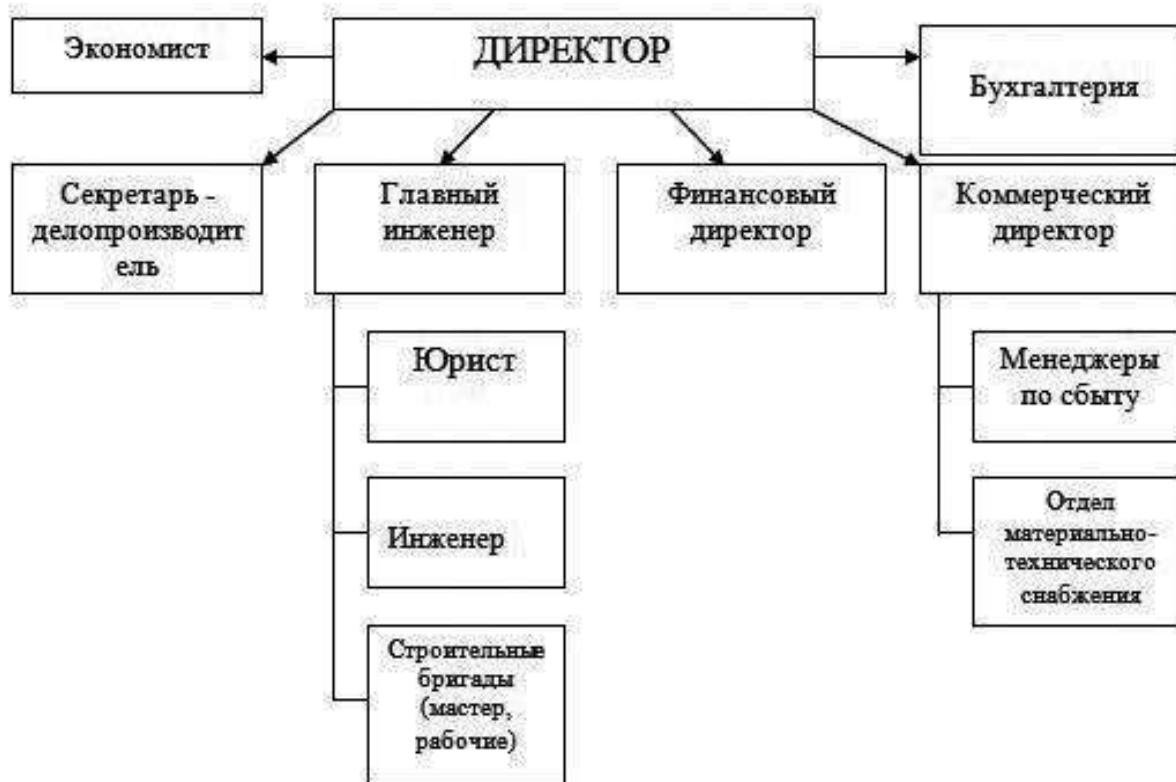 Экономист
ДИРЕКТОР
Бухгалтерия
Секретарь -
делопроизводит
ель
Главный
инженер
Финансовый
директор
Коммерческий
директор
Юрист
Менеджеры
по сбыту
Инженер
Отдел
материально-
технического
снабжения
Строительные
бригады
(мастер,
рабочие)